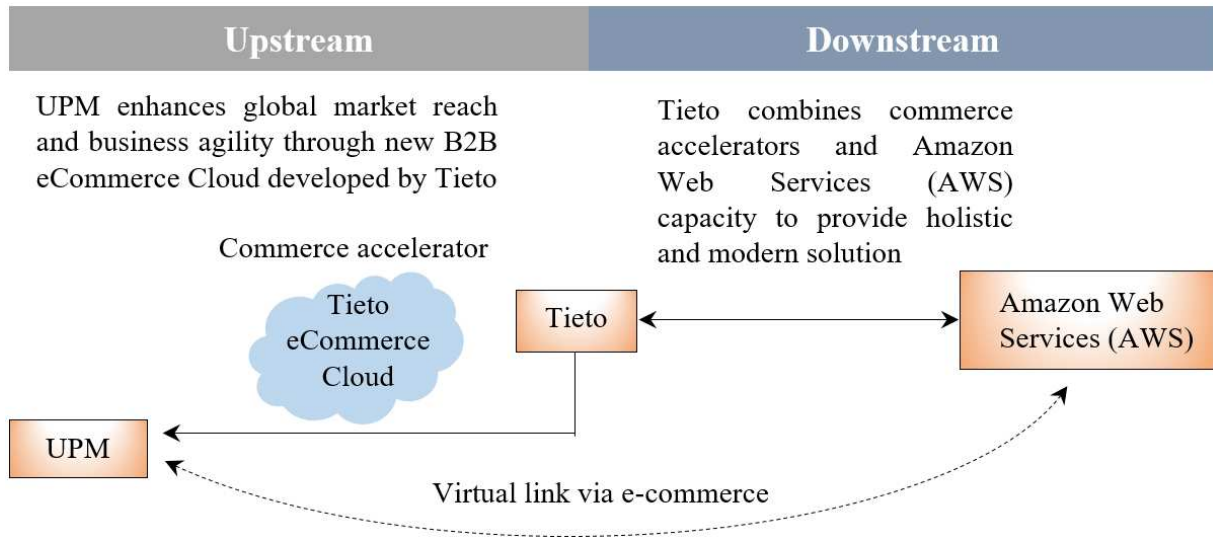 Upstream
Downstream
UPM enhances global market reach
and business agility through new B2B
eCommerce Cloud developed by Tieto
Tieto combines commerce
accelerators and Amazon
Web Services (AWS)
capacity to provide holistic
and modern solution
Commerce accelerator
Tieto
eCommerce
Cloud
Tieto
Amazon Web
Services (AWS)
UPM
Virtual link via e-commerce